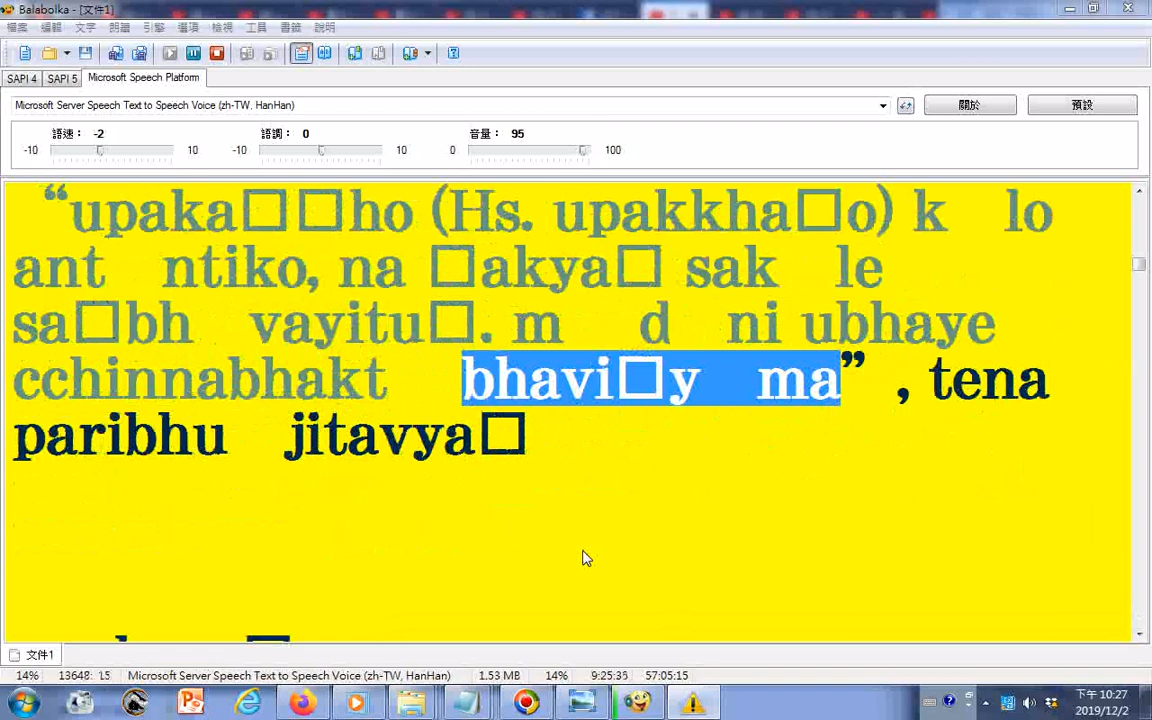 Balabolka - [文件1]
檔案 編輯 文字 朗讀 引擎 選項 檢視 工具 書籤 說明
SAPI 4 SAPI 5 Microsoft Speech Platform
Microsoft Server Speech Text to Speech Voice (zh-TW, HanHan) 關於 預設
語速： -2 語調： 0 音量： 95
-10 10 -10 10 0 100
“upaka□□ho (Hs. upakkha□o) k lo
ant ntiko, na □akya□ sak le
sa□bh vayitu□. m d ni ubhaye
cchinnabhakt bhavi□y ma” , tena
paribhu jitavya□
文件1
14% 13648: 15 Microsoft Server Speech Text to Speech Voice (zh-TW, HanHan) 1.53 MB 14% 9:25:35 57:05:15
下午 10:27
2019/12/2